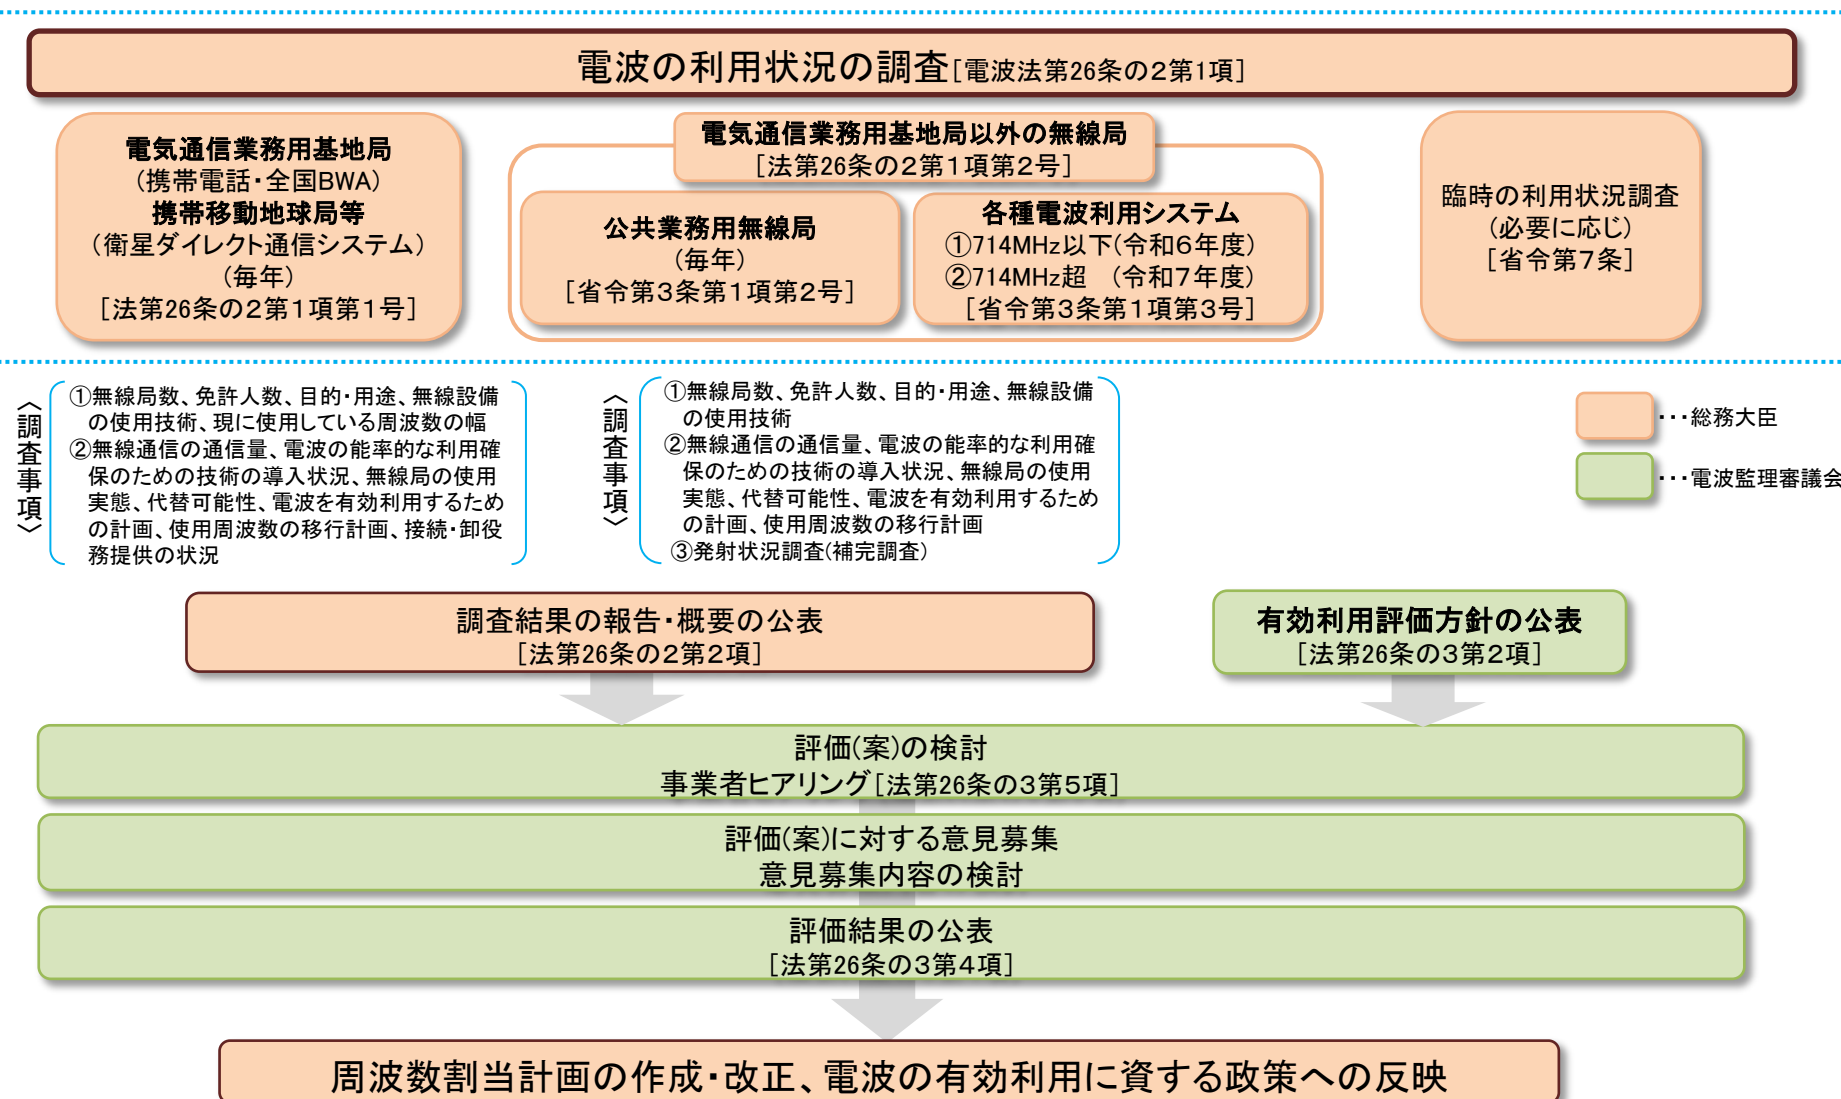 電波の利用状況の調査[電波法第26条の2第1項]
電気通信業務用基地局
(携帯電話・全国BWA)
携帯移動地球局等
(衛星ダイレクト通信システム)
(毎年)
[法第26条の2第1項第1号]
電気通信業務用基地局以外の無線局
[法第26条の2第1項第2号]
公共業務用無線局
(毎年)
[省令第3条第1項第2号]
各種電波利用システム
①714MHz以下(令和6年度)
②714MHz超 (令和7年度)
[省令第3条第1項第3号]
臨時の利用状況調査
(必要に応じ)
[省令第7条]
〈調査事項〉
①無線局数、免許人数、目的・用途、無線設備
の使用技術、現に使用している周波数の幅
②無線通信の通信量、電波の能率的な利用確
保のための技術の導入状況、無線局の使用
実態、代替可能性、電波を有効利用するため
の計画、使用周波数の移行計画、接続・卸役
務提供の状況
〈調査事項〉
①無線局数、免許人数、目的・用途、無線設備
の使用技術
②無線通信の通信量、電波の能率的な利用確
保のための技術の導入状況、無線局の使用
実態、代替可能性、電波を有効利用するため
の計画、使用周波数の移行計画
③発射状況調査(補完調査)
・・・総務大臣
・・・電波監理審議会
調査結果の報告・概要の公表
[法第26条の2第2項]
有効利用評価方針の公表
[法第26条の3第2項]
評価(案)の検討
事業者ヒアリング[法第26条の3第5項]
評価(案)に対する意見募集
意見募集内容の検討
評価結果の公表
[法第26条の3第4項]
周波数割当計画の作成・改正、電波の有効利用に資する政策への反映